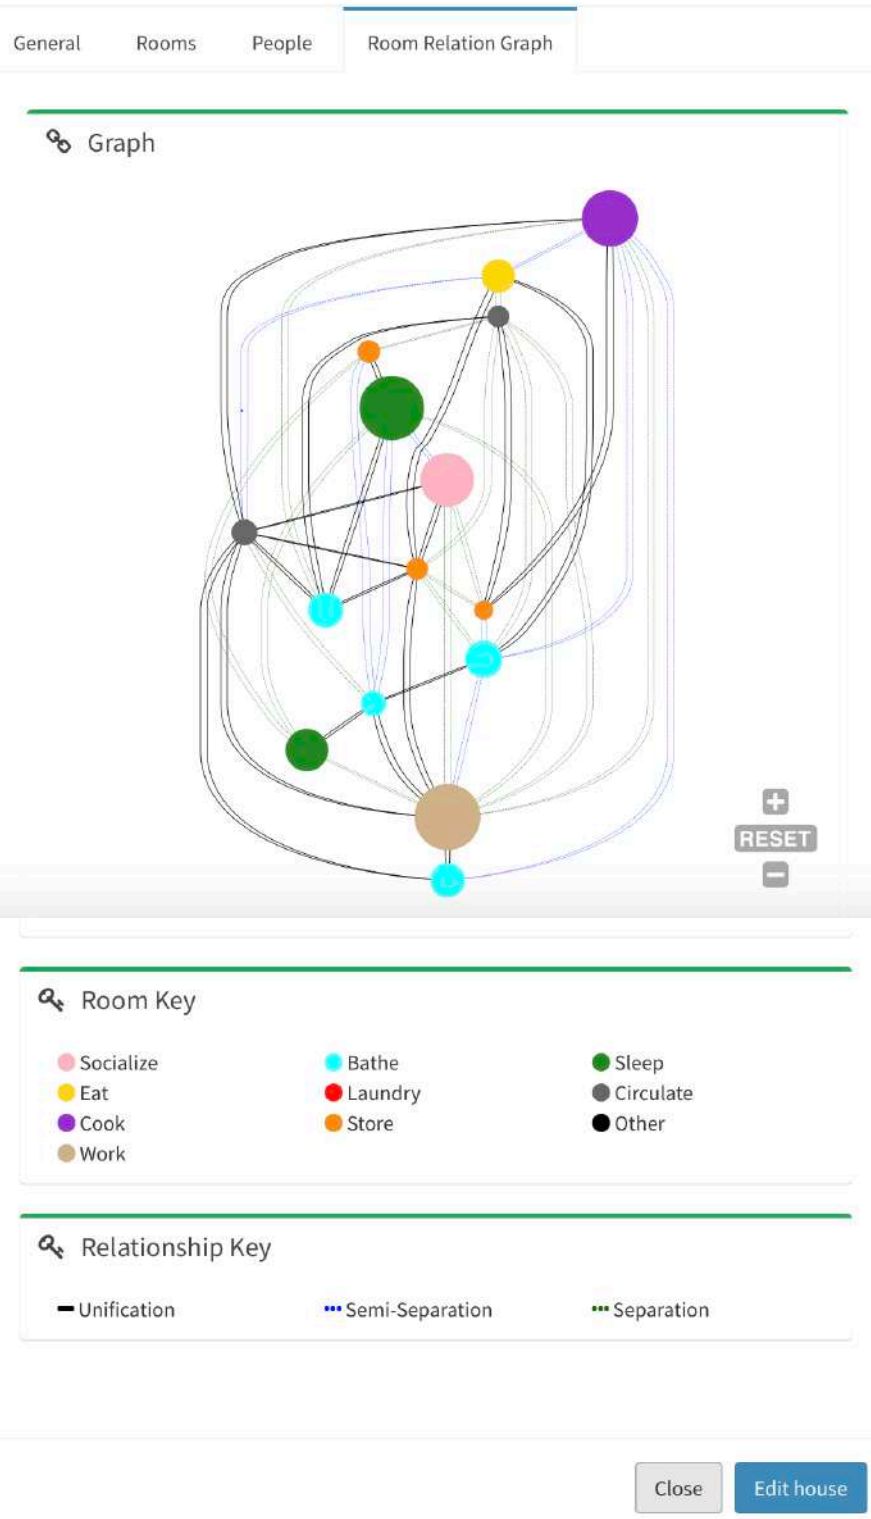 General Rooms People Room Relation Graph
Graph
RESET
Room Key
Socialize Bathe Sleep
Eat Laundry Circulate
Cook Store Other
Work
Relationship Key
Unification Semi-Separation Separation
Close Edit house